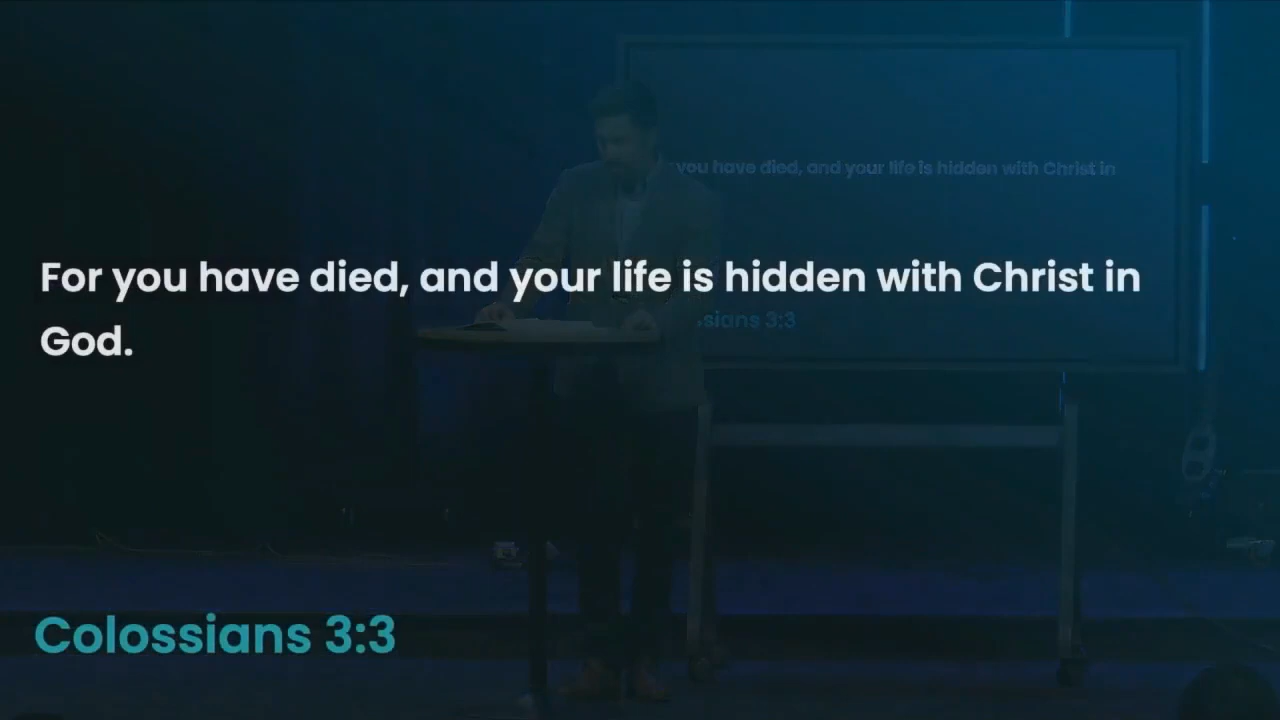 you have died, and your life is hidden with Christ in
For you have died, and your life is hidden with Christ in
God.
ssians 3:3
Colossians 3:3